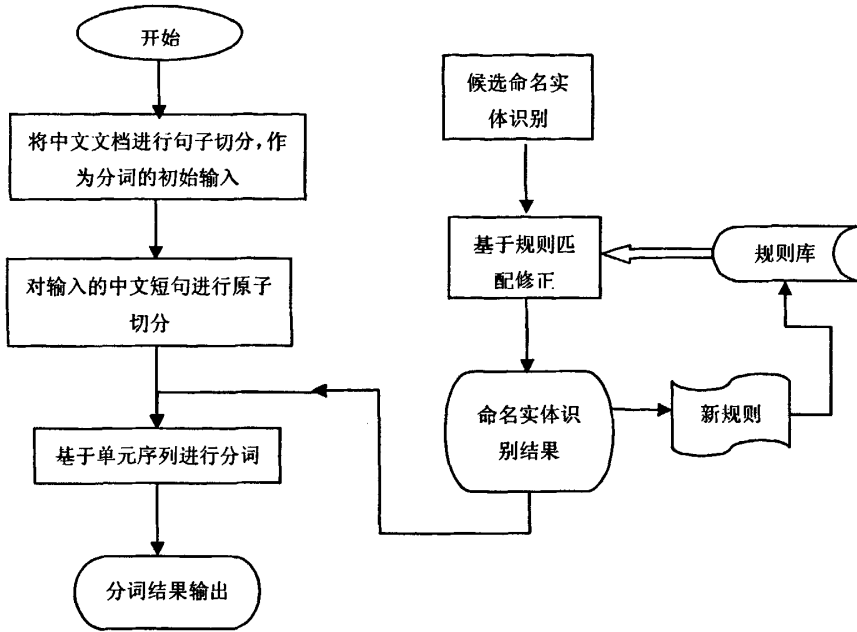 开始
将中文文档进行句子切分，作
为分词的初始输入
对输入的中文短句进行原子
切分
基于单元序列进行分词
分词结果输出
候选命名实
体识别
基于规则匹
配修正
规则库
命名实体识
别结果
新规则